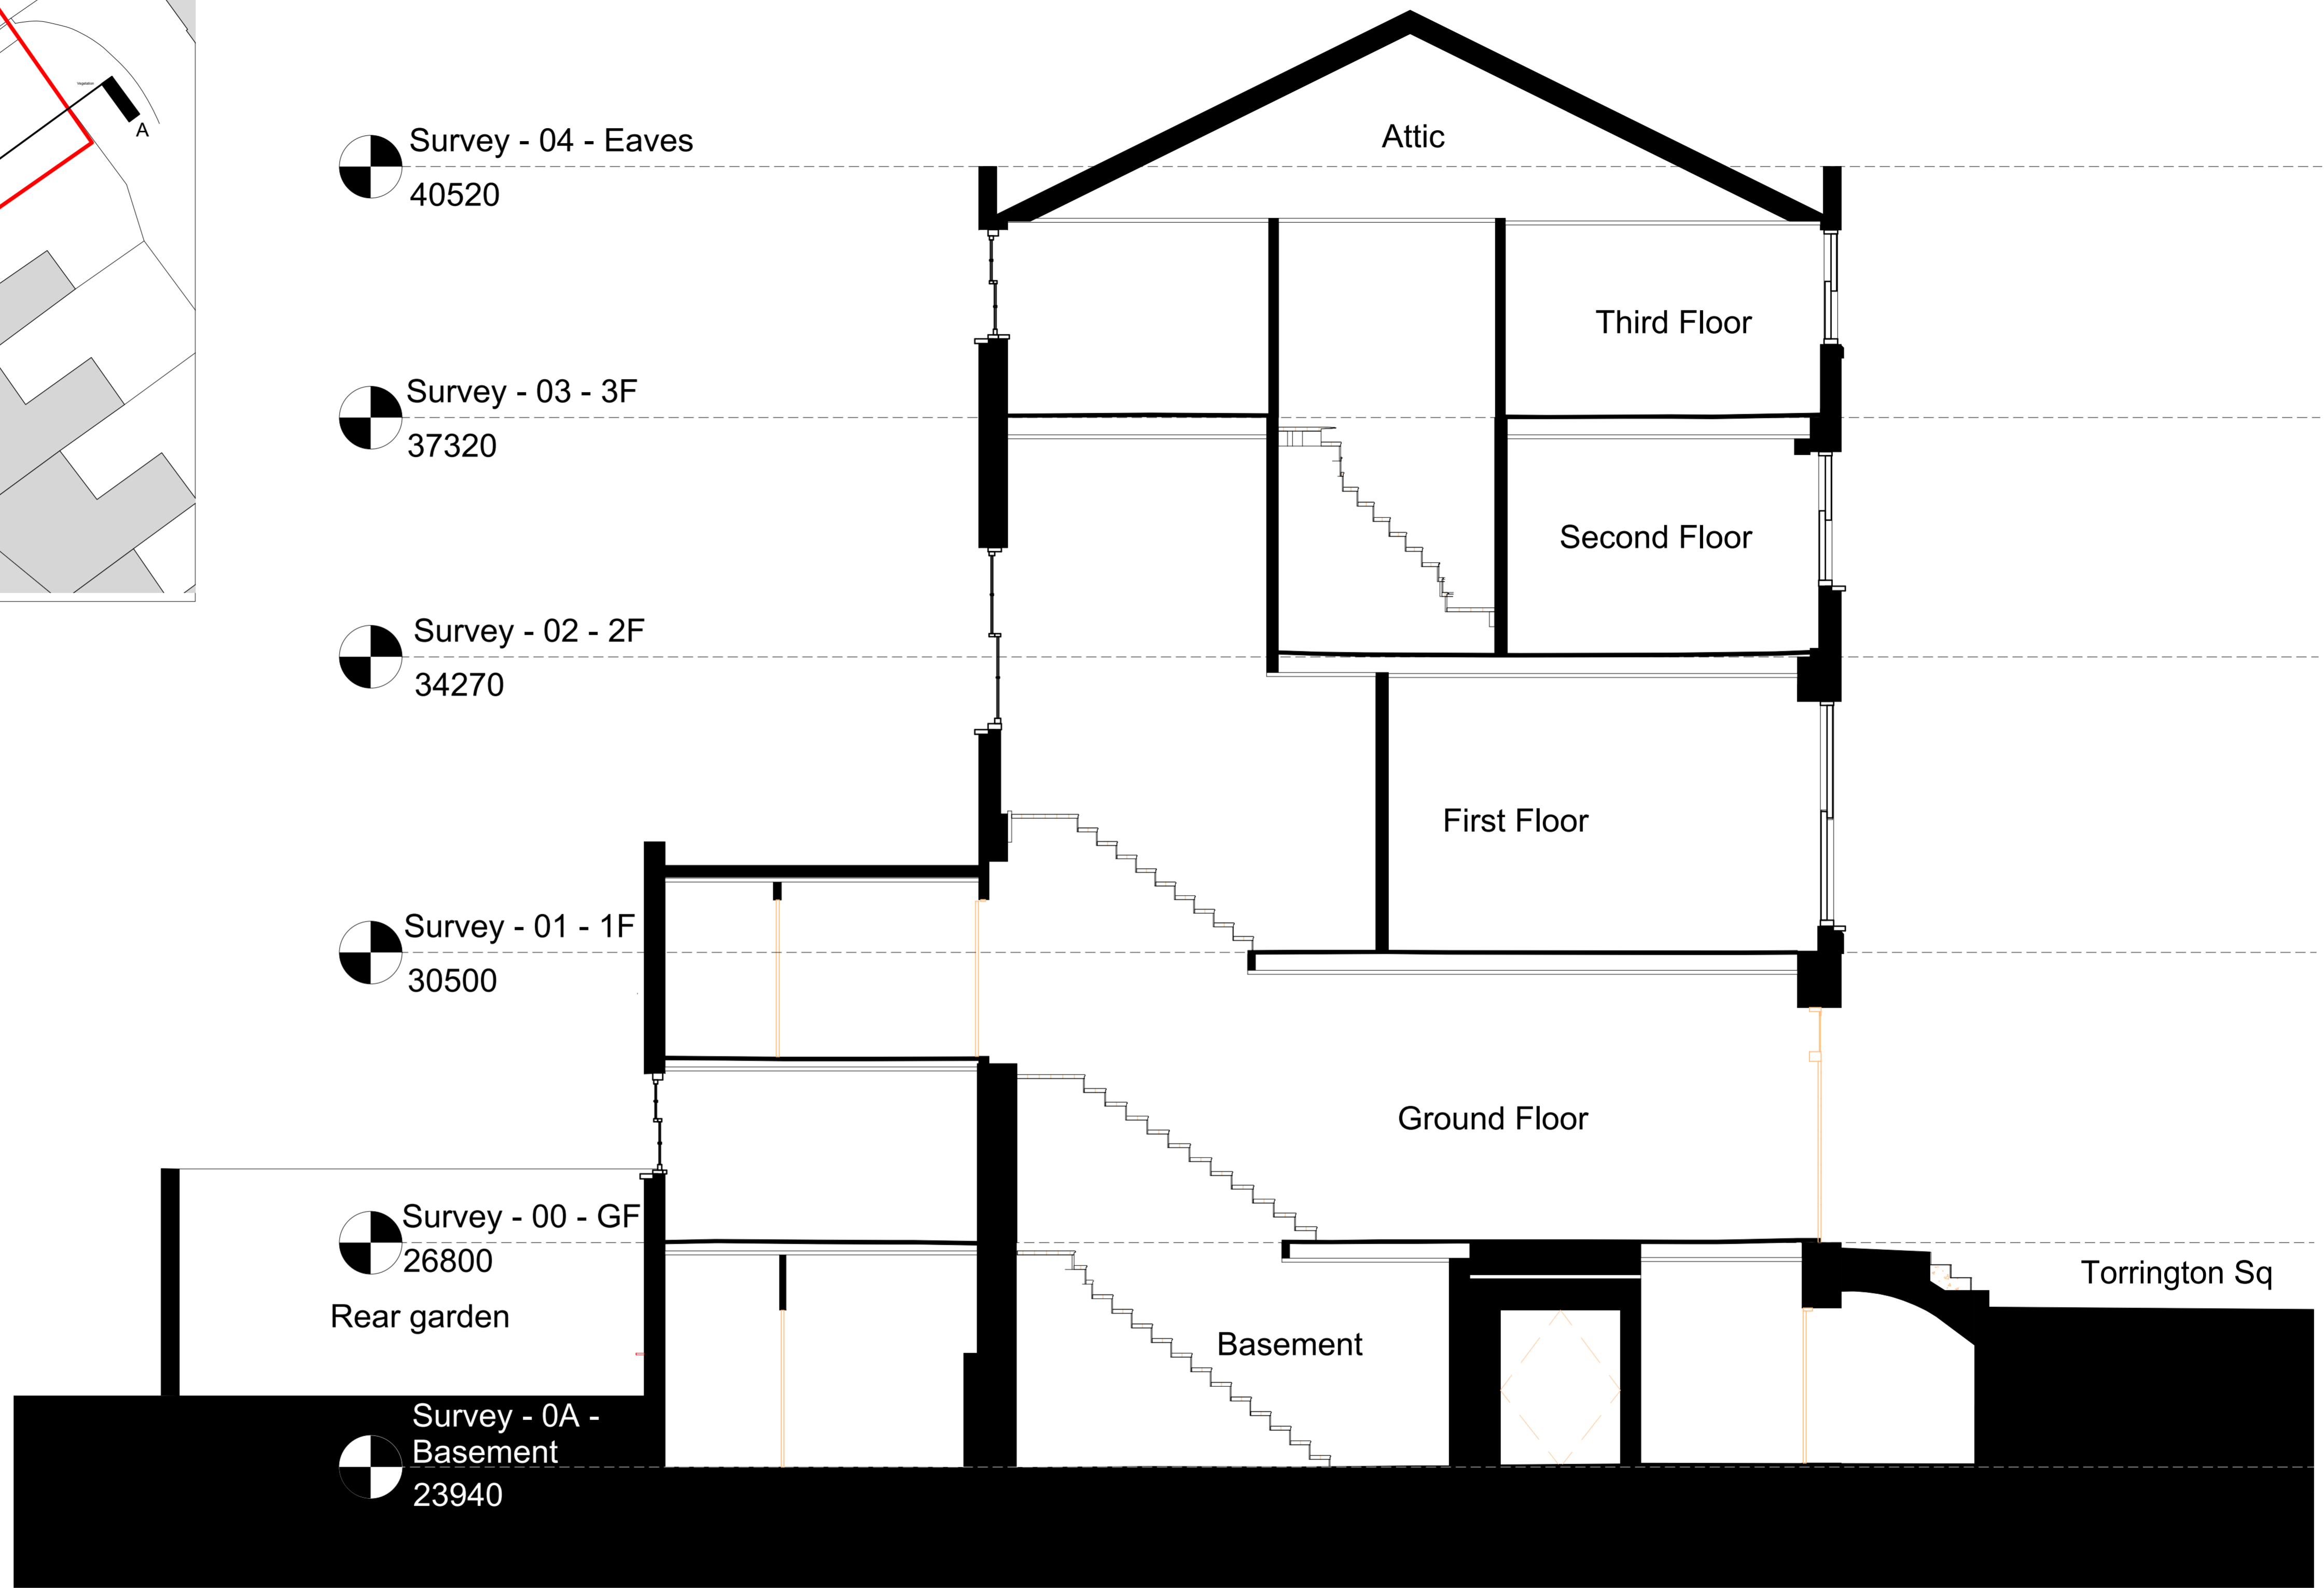 Vegetation
A
Survey - 04 - Eaves
40520
Attic
Third Floor
Survey - 03 - 3F
37320
Second Floor
Survey - 02 - 2F
34270
First Floor
Survey - 01 - 1F
30500
Ground Floor
Survey - 00 - GF
26800
Torrington Sq
Rear garden
Basement
Survey - 0A -
Basement
23940